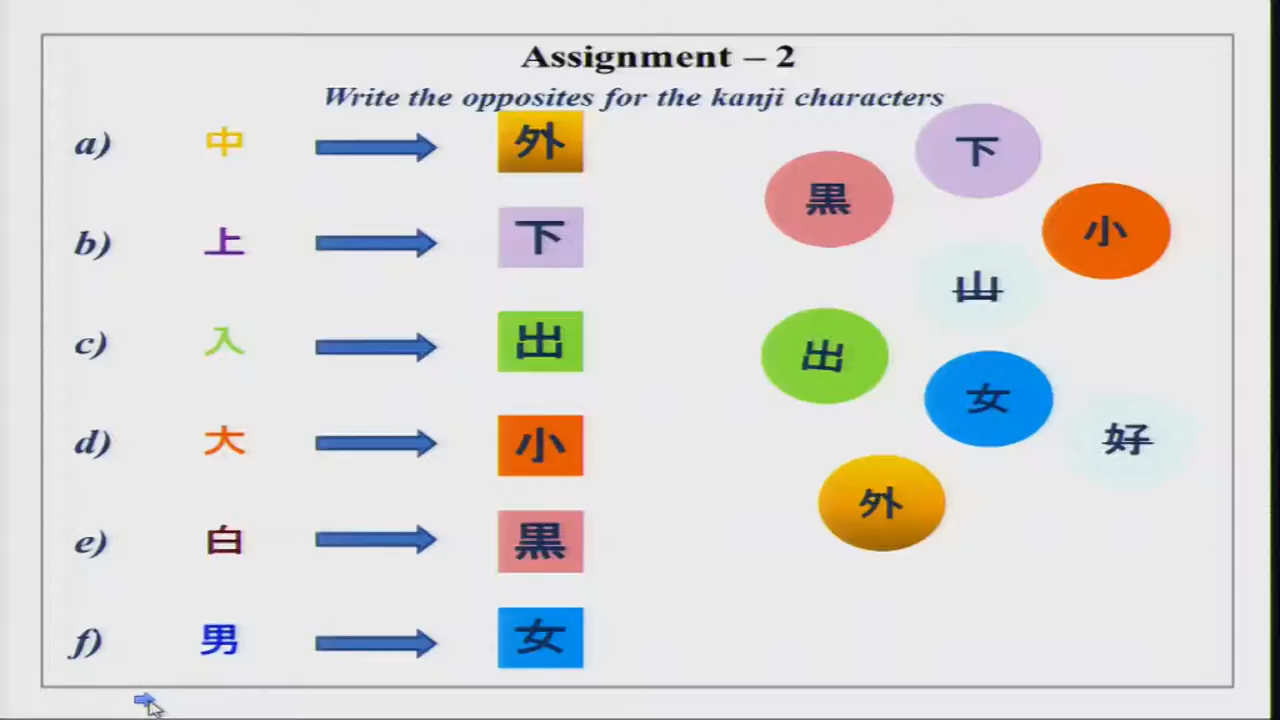 Assignment – 2
Write the opposites for the kanji characters
a) 中 外
b) 上 下
c) 入 出
d) 大 小
e) 白 黒
f) 男 女
下
黒
小
山
出
女
好
外